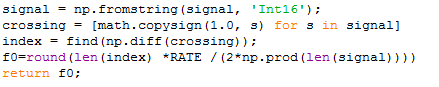 signal = np.fromstring(signal, 'Int16');
crossing = [math.copysign(1.0, s) for s in signal]
index = find(np.diff(crossing));
f0=round(len(index) *RATE /(2*np.prod(len(signal))))
return f0;